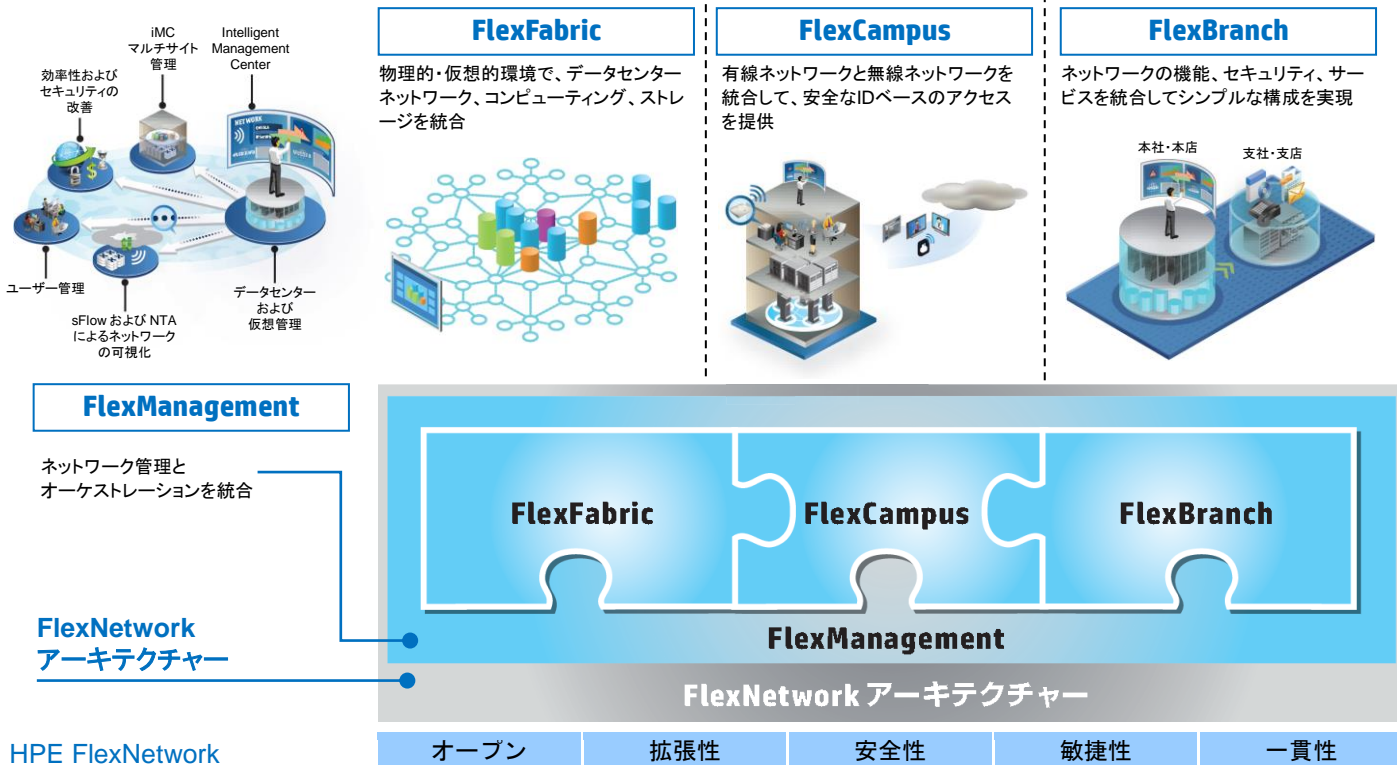 iMC
マルチサイト
管理
Intelligent
Management
Center
効率性および
セキュリティの
改善
NETWORK
ユーザー管理
sFlow および NTA
によるネットワーク
の可視化
データセンター
および
仮想管理
FlexFabric
物理的・仮想的環境で、データセンター
ネットワーク、コンピューティング、ストレ
ージを統合
FlexCampus
有線ネットワークと無線ネットワークを
統合して、安全なIDベースのアクセス
を提供
FlexBranch
ネットワークの機能、セキュリティ、サー
ビスを統合してシンプルな構成を実現
本社・本店
支社・支店
FlexManagement
ネットワーク管理と
オーケストレーションを統合
FlexNetwork
アーキテクチャー
FlexFabric
FlexCampus
FlexBranch
FlexManagement
FlexNetwork アーキテクチャー
HPE FlexNetwork
オープン
拡張性
安全性
敏捷性
一貫性